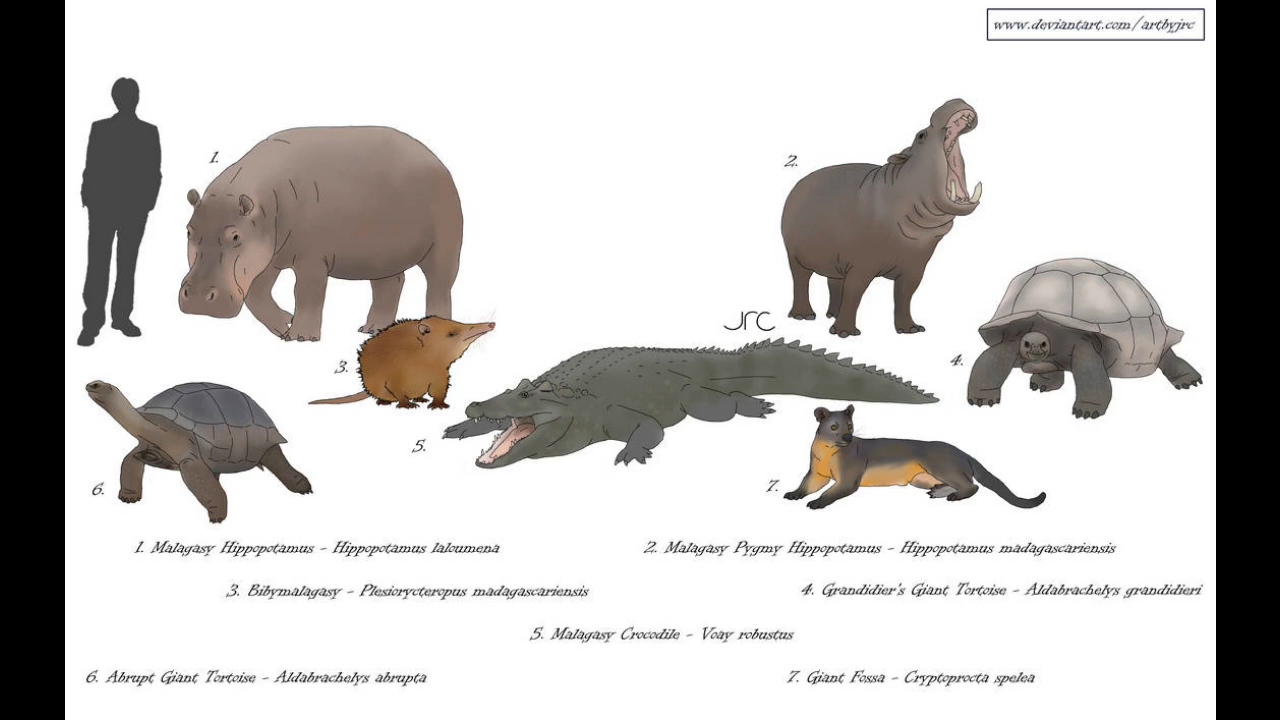 www.deviantart.com/artbyjrc
1.
2.
JrC
3.
4.
5.
6.
7.
1. Malagasy Hippopotamus - Hippopotamus laloumena
2. Malagasy Pygmy Hippopotamus - Hippopotamus madagascariensis
3. Bibymalagasy - Plesiorycteropus madagascariensis
4. Grandidier's Giant Tortoise - Aldabrachelys grandidieri
5. Malagasy Crocodile - Voay robustus
6. Abrupt Giant Tortoise - Aldabrachelys abrupta
7. Giant Fossa - Cryptoprocta spelea